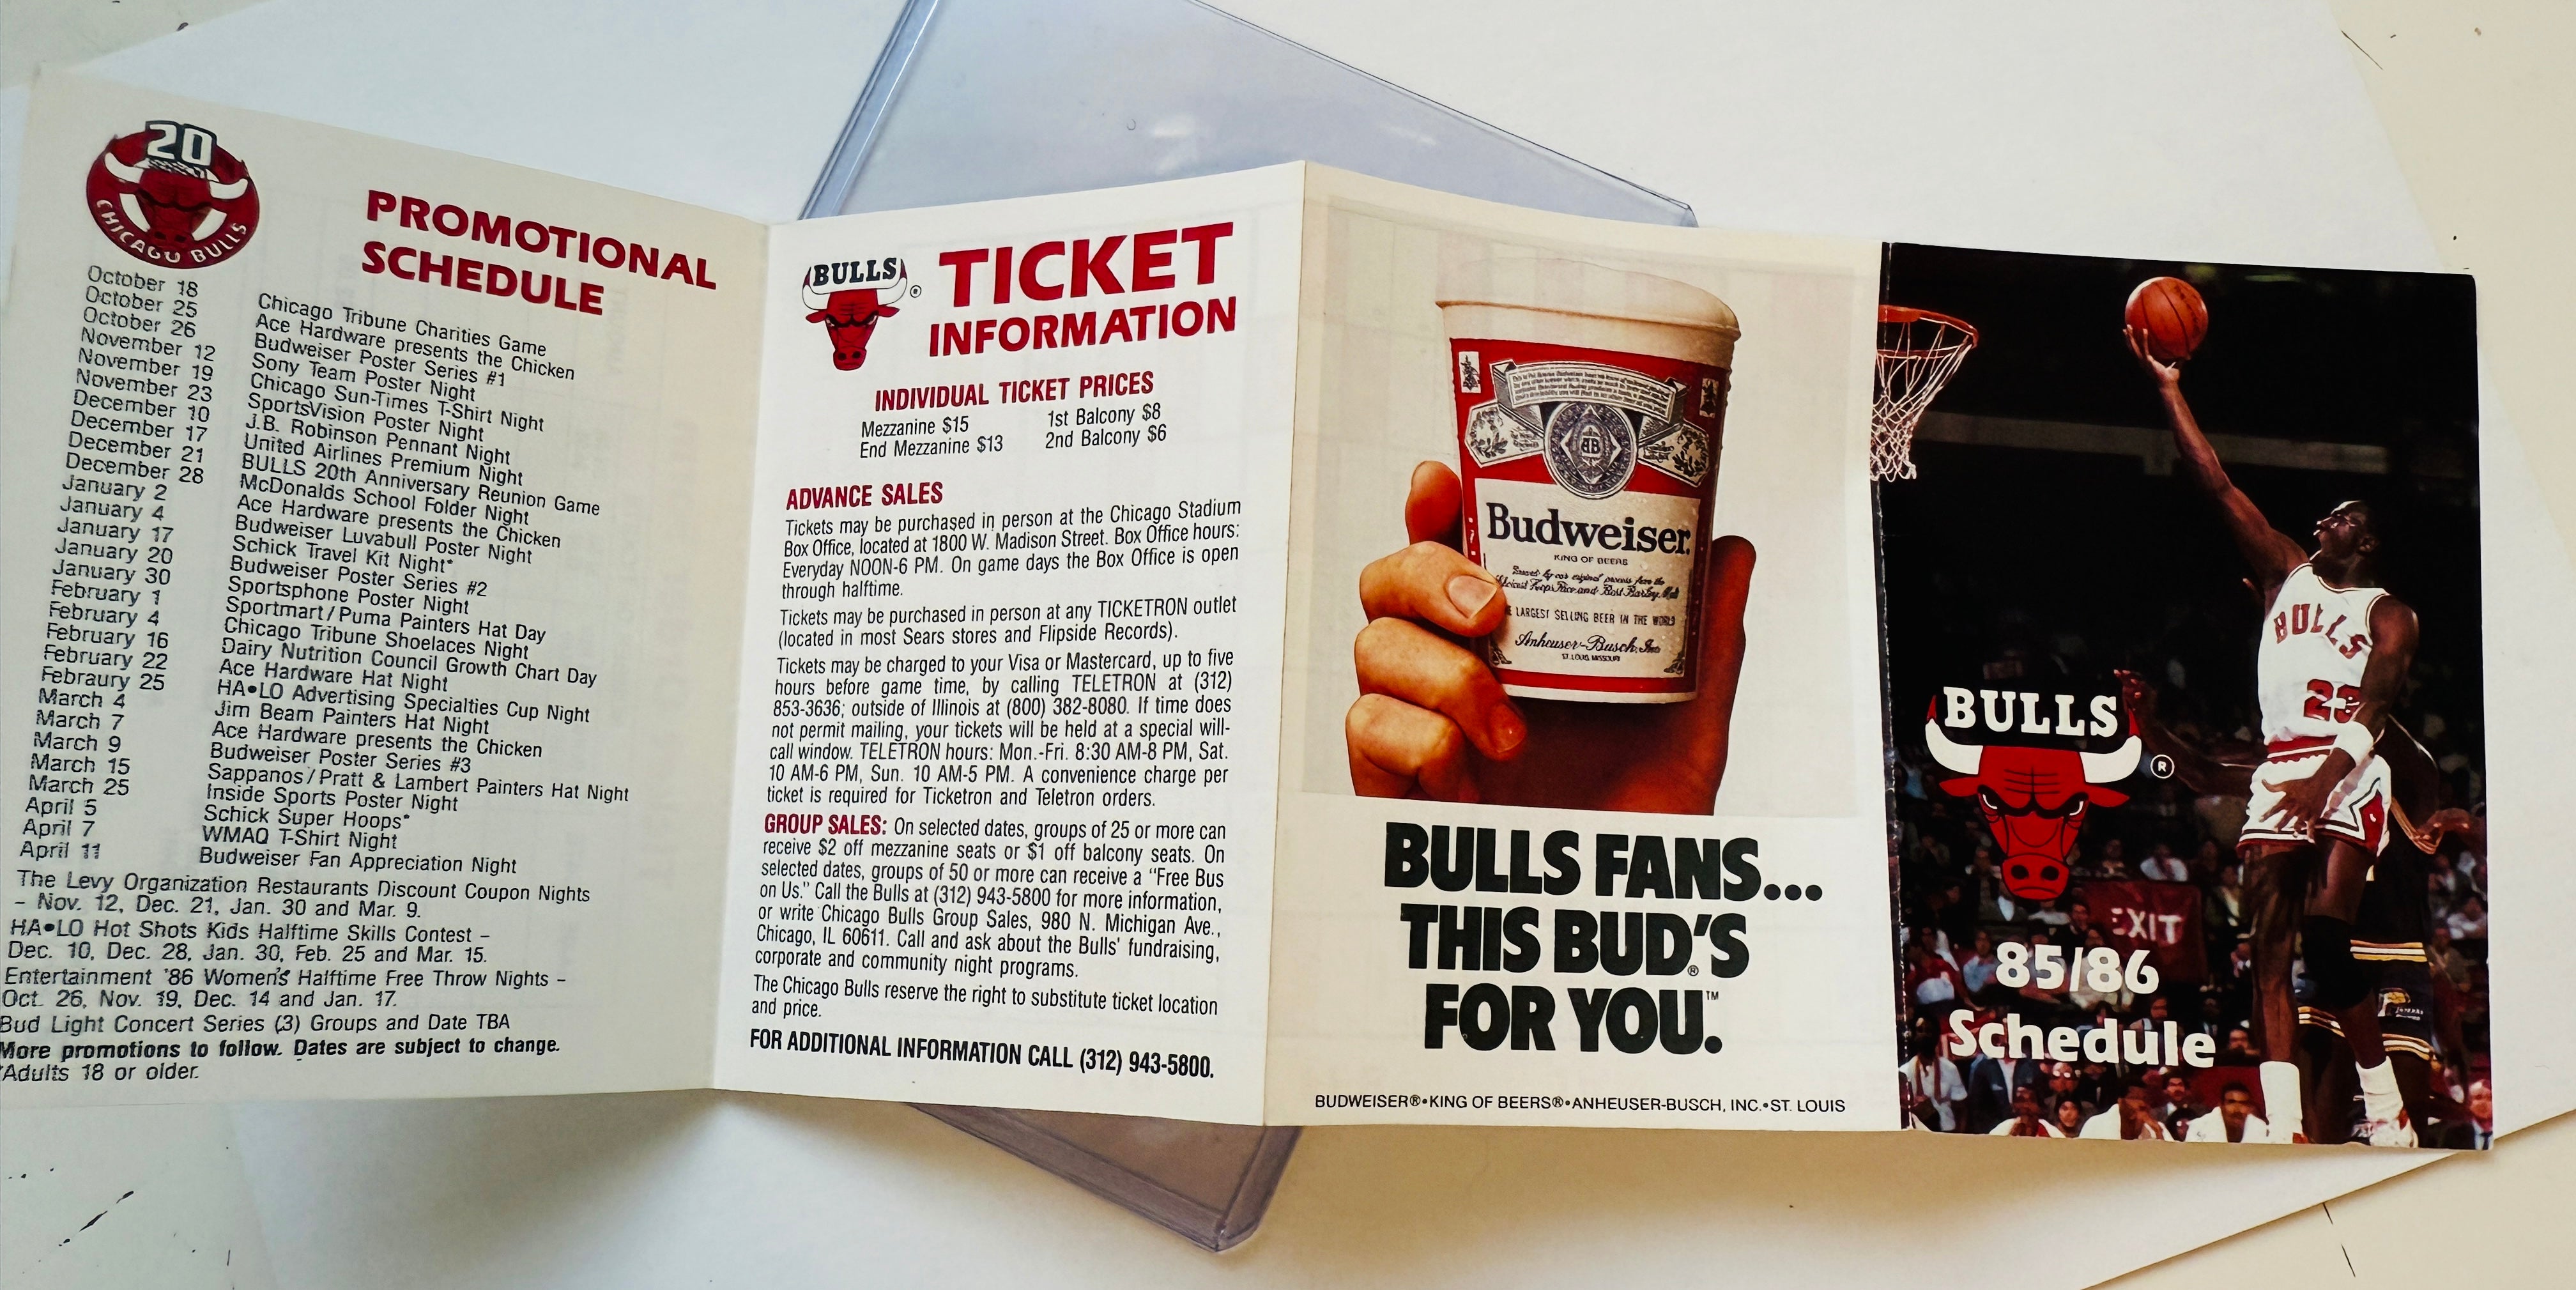 20
CHICAGO BULLS
PROMOTIONAL
SCHEDULE
October 18 Chicago Tribune Charities Game
October 25 Ace Hardware presents the Chicken
October 26 Budweiser Poster Series #1
November 12 Sony Team Poster Night
November 19 Chicago Sun-Times T-Shirt Night
November 23 SportsVision Poster Night
December 10 J.B. Robinson Pennant Night
December 17 United Airlines Premium Night
December 21 BULLS 20th Anniversary Reunion Game
December 28 McDonalds School Folder Night
January 2 Ace Hardware presents the Chicken
January 4 Budweiser Luvabull Poster Night
January 17 Schick Travel Kit Night*
January 20 Budweiser Poster Series #2
January 30 Sportsphone Poster Night
February 1 Sportmart/Puma Painters Hat Day
February 4 Chicago Tribune Shoelaces Night
February 16 Dairy Nutrition Council Growth Chart Day
February 22 Ace Hardware Hat Night
Febraury 25 HA•LO Advertising Specialties Cup Night
March 4 Jim Beam Painters Hat Night
March 7 Ace Hardware presents the Chicken
March 9 Budweiser Poster Series #3
March 15 Sappanos/Pratt & Lambert Painters Hat Night
March 25 Inside Sports Poster Night
April 5 Schick Super Hoops*
April 7 WMAQ T-Shirt Night
April 11 Budweiser Fan Appreciation Night
The Levy Organization Restaurants Discount Coupon Nights
– Nov. 12, Dec. 21, Jan. 30 and Mar. 9.
HA•LO Hot Shots Kids Halftime Skills Contest –
Dec. 10, Dec. 28, Jan. 30, Feb. 25 and Mar. 15.
Entertainment '86 Women's Halftime Free Throw Nights –
Oct. 26, Nov. 19, Dec. 14 and Jan. 17.
Bud Light Concert Series (3) Groups and Date TBA
More promotions to follow. Dates are subject to change.
*Adults 18 or older.
BULLS ®
TICKET
INFORMATION
INDIVIDUAL TICKET PRICES
Mezzanine $15 1st Balcony $8
End Mezzanine $13 2nd Balcony $6
ADVANCE SALES
Tickets may be purchased in person at the Chicago Stadium
Box Office, located at 1800 W. Madison Street. Box Office hours:
Everyday NOON-6 PM. On game days the Box Office is open
through halftime.
Tickets may be purchased in person at any TICKETRON outlet
(located in most Sears stores and Flipside Records).
Tickets may be charged to your Visa or Mastercard, up to five
hours before game time, by calling TELETRON at (312)
853-3636; outside of Illinois at (800) 382-8080. If time does
not permit mailing, your tickets will be held at a special will-
call window. TELETRON hours: Mon.-Fri. 8:30 AM-8 PM, Sat.
10 AM-6 PM, Sun. 10 AM-5 PM. A convenience charge per
ticket is required for Ticketron and Teletron orders.
GROUP SALES: On selected dates, groups of 25 or more can
receive $2 off mezzanine seats or $1 off balcony seats. On
selected dates, groups of 50 or more can receive a "Free Bus
on Us." Call the Bulls at (312) 943-5800 for more information,
or write Chicago Bulls Group Sales, 980 N. Michigan Ave.,
Chicago, IL 60611. Call and ask about the Bulls' fundraising,
corporate and community night programs.
The Chicago Bulls reserve the right to substitute ticket location
and price.
FOR ADDITIONAL INFORMATION CALL (312) 943-5800.
Budweiser
KING OF BEERS
LARGEST SELLING BEER IN THE WORLD
Anheuser-Busch, Inc.
ST. LOUIS, MISSOURI
BULLS FANS...
THIS BUD'S®
FOR YOU.™
BUDWEISER®•KING OF BEERS®•ANHEUSER-BUSCH, INC.•ST. LOUIS
BULLS
23
BULLS
®
EXIT
85/86
Schedule